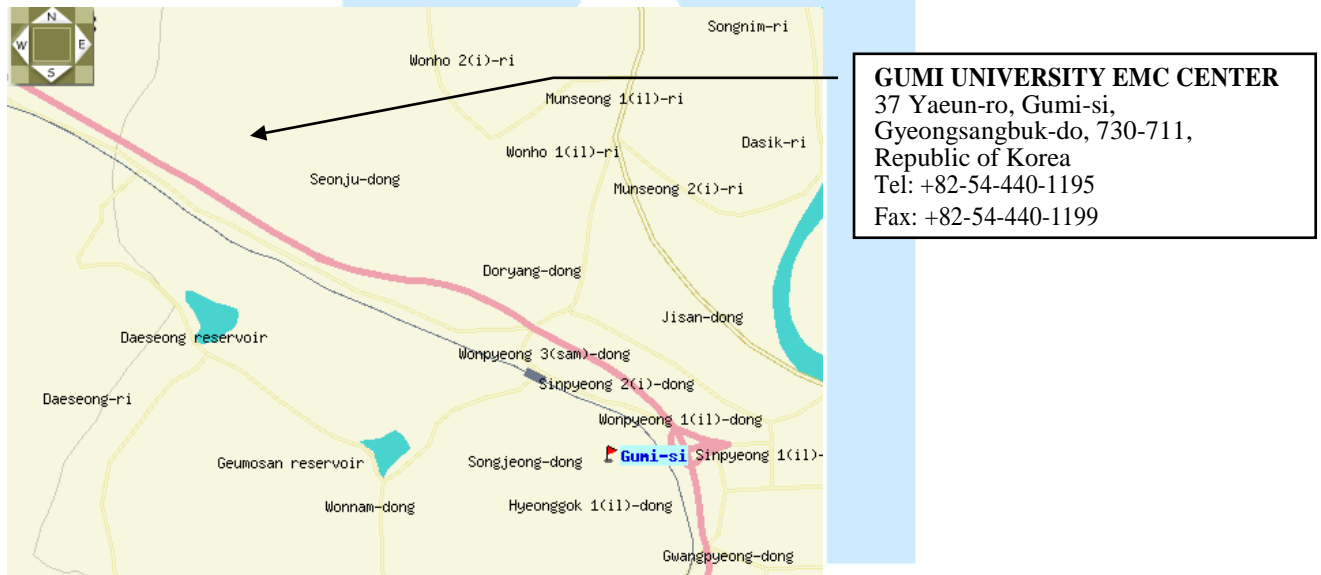 N
W E
S
Songnim-ri
Wonho 2(i)-ri
Munseong 1(il)-ri
Dasik-ri
Wonho 1(il)-ri
Seonju-dong
Munseong 2(i)-ri
Doryang-dong
Jisan-dong
Daeseong reservoir
Wonpyeong 3(sam)-dong
Sinpyeong 2(i)-dong
Daeseong-ri
Wonpyeong 1(il)-dong
Gumi-si
Sinpyeong 1(il)-
Geumosan reservoir
Songjeong-dong
Wonnam-dong
Hyeonggok 1(il)-dong
Gwangpyeong-dong
GUMI UNIVERSITY EMC CENTER
37 Yaeun-ro, Gumi-si,
Gyeongsangbuk-do, 730-711,
Republic of Korea
Tel: +82-54-440-1195
Fax: +82-54-440-1199